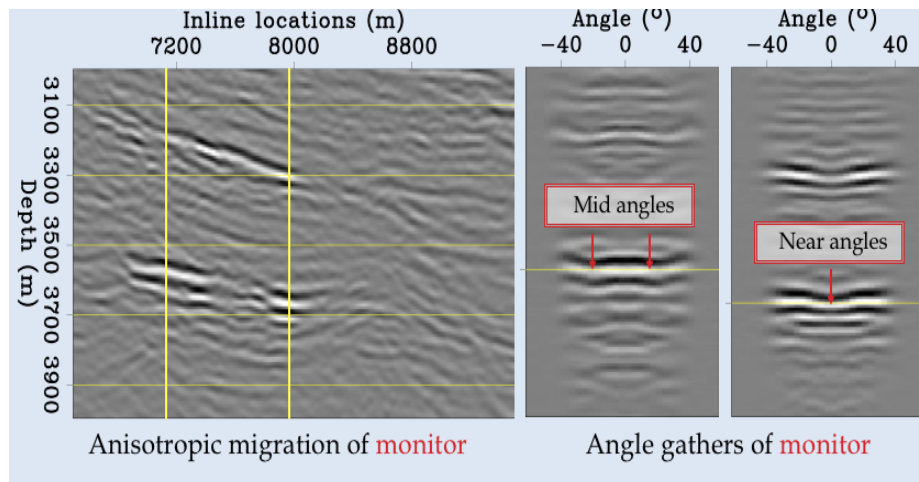 Inline locations (m)
7200 8000 8800
Depth (m)
3100 3300 3500 3700 3900
Angle (°)
−40 0 40
Angle (°)
−40 0 40
Mid angles
Near angles
Anisotropic migration of monitor
Angle gathers of monitor